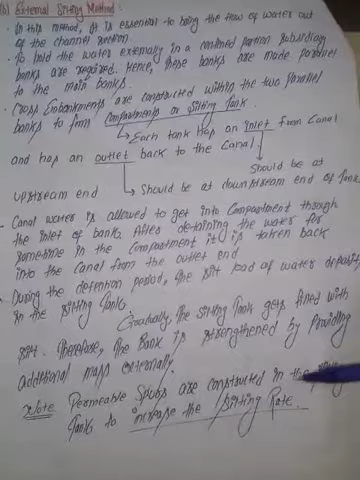 (b) External Silting Method:
· In this method, it is essential to bring the flow of water out
of the channel section.
· To hold the water externally in a confined portion subsidiary
banks are required. Hence, these banks are made parallel
to the main banks.
· Cross Embankments are constructed within the two parallel
banks to form compartments or silting tank.
Each tank has an inlet from canal
and has an outlet back to the canal
Should be at
upstream end Should be at downstream end of tank
- Canal water is allowed to get into compartment through
the inlet of bank. After detaining the water for
sometime in the compartment it is taken back
into the canal from the outlet end
- During the detention period, the silt load of water deposits
in the silting tank.
Gradually, the silting tank gets filled with
silt. Therefore, the bank is strengthened by providing
additional mass externally.
Note Permeable Spurs are constructed in the
tank to increase the silting rate.